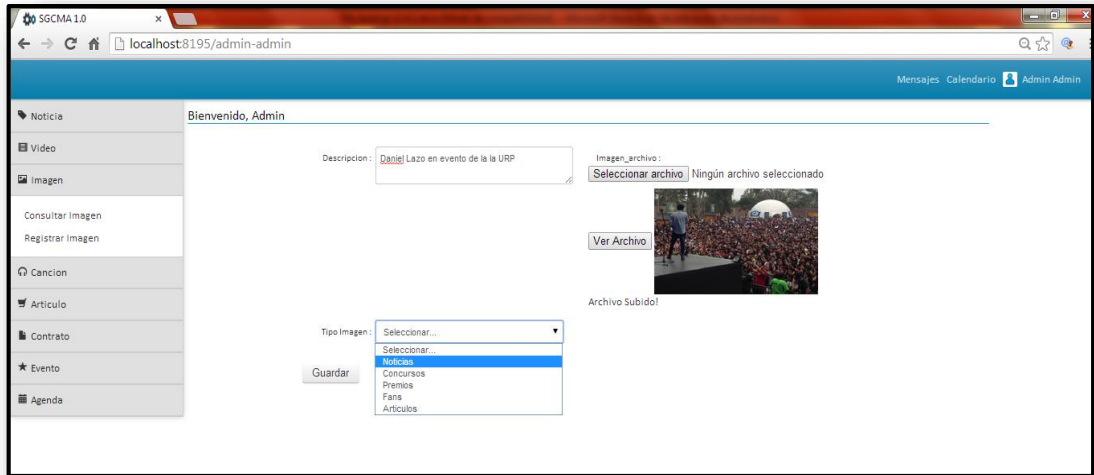 SGCMA 1.0
localhost:8195/admin-admin
Mensajes Calendario Admin Admin
Noticia
Video
Imagen
Consultar Imagen
Registrar Imagen
Cancion
Articulo
Contrato
Evento
Agenda
Bienvenido, Admin
Descripcion : Daniel Lazo en evento de la la URP
Imagen_archivo :
Seleccionar archivo Ningún archivo seleccionado
Ver Archivo
Archivo Subido!
Tipo Imagen : Seleccionar...
Seleccionar...
Noticias
Concursos
Premios
Fans
Articulos
Guardar